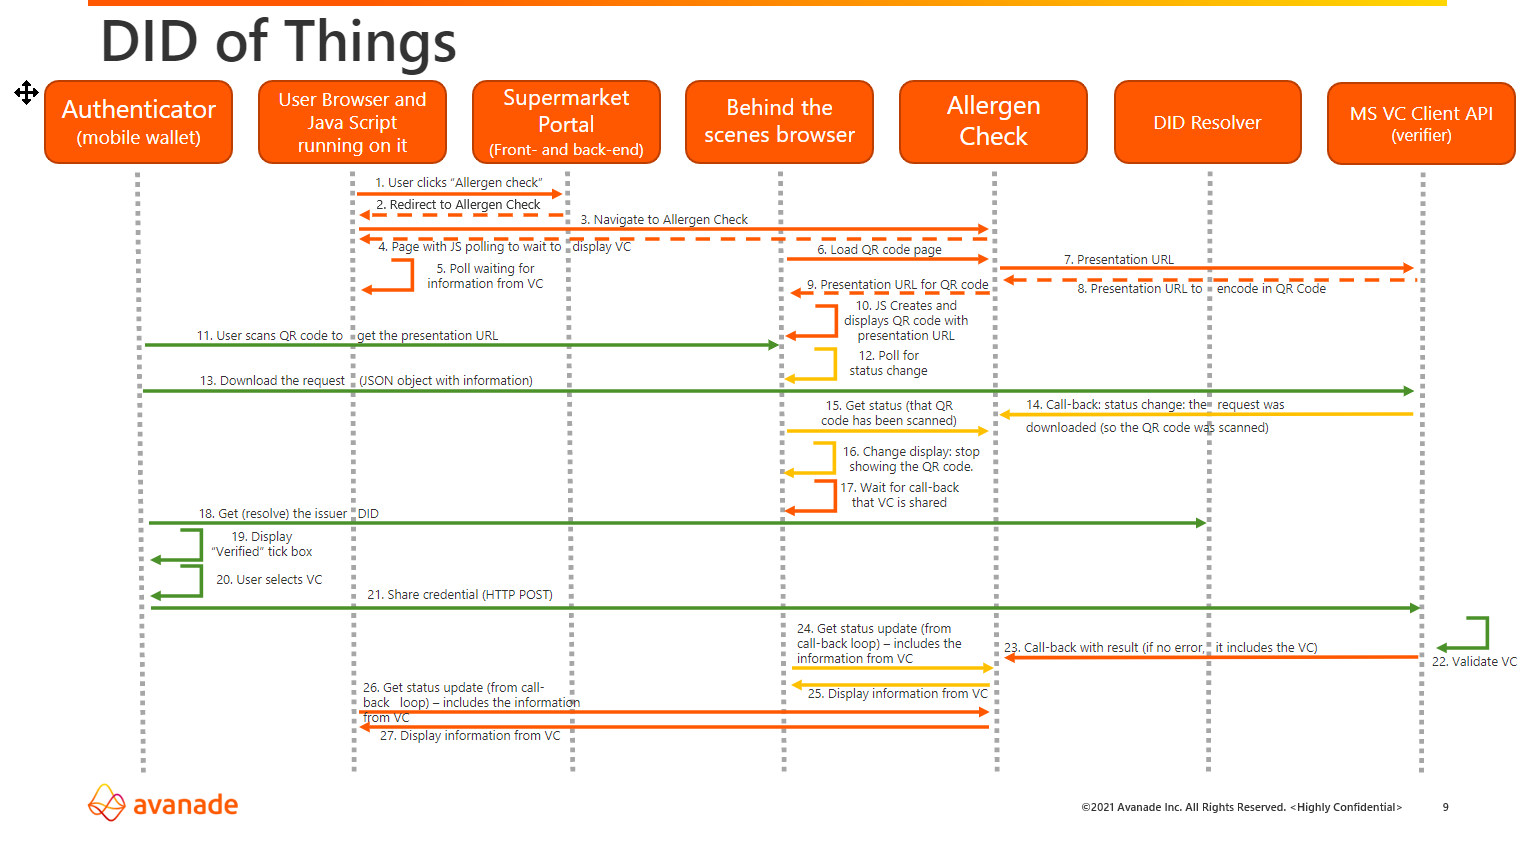 DID of Things
Authenticator
(mobile wallet)
User Browser and
Java Script
running on it
Supermarket
Portal
(Front- and back-end)
Behind the
scenes browser
Allergen
Check
DID Resolver
MS VC Client API
(verifier)
1. User clicks “Allergen check”
2. Redirect to Allergen Check
3. Navigate to Allergen Check
4. Page with JS polling to wait to display VC
5. Poll waiting for
information from VC
6. Load QR code page
7. Presentation URL
8. Presentation URL to encode in QR Code
9. Presentation URL for QR code
10. JS Creates and
displays QR code with
presentation URL
11. User scans QR code to get the presentation URL
12. Poll for
status change
13. Download the request (JSON object with information)
14. Call-back: status change: the request was
downloaded (so the QR code was scanned)
15. Get status (that QR
code has been scanned)
16. Change display: stop
showing the QR code.
17. Wait for call-back
that VC is shared
18. Get (resolve) the issuer DID
19. Display
“Verified” tick box
20. User selects VC
21. Share credential (HTTP POST)
22. Validate VC
23. Call-back with result (if no error, it includes the VC)
24. Get status update (from
call-back loop) – includes the
information from VC
25. Display information from VC
26. Get status update (from call-
back loop) – includes the information
from VC
27. Display information from VC
avanade
©2021 Avanade Inc. All Rights Reserved. <Highly Confidential>
9